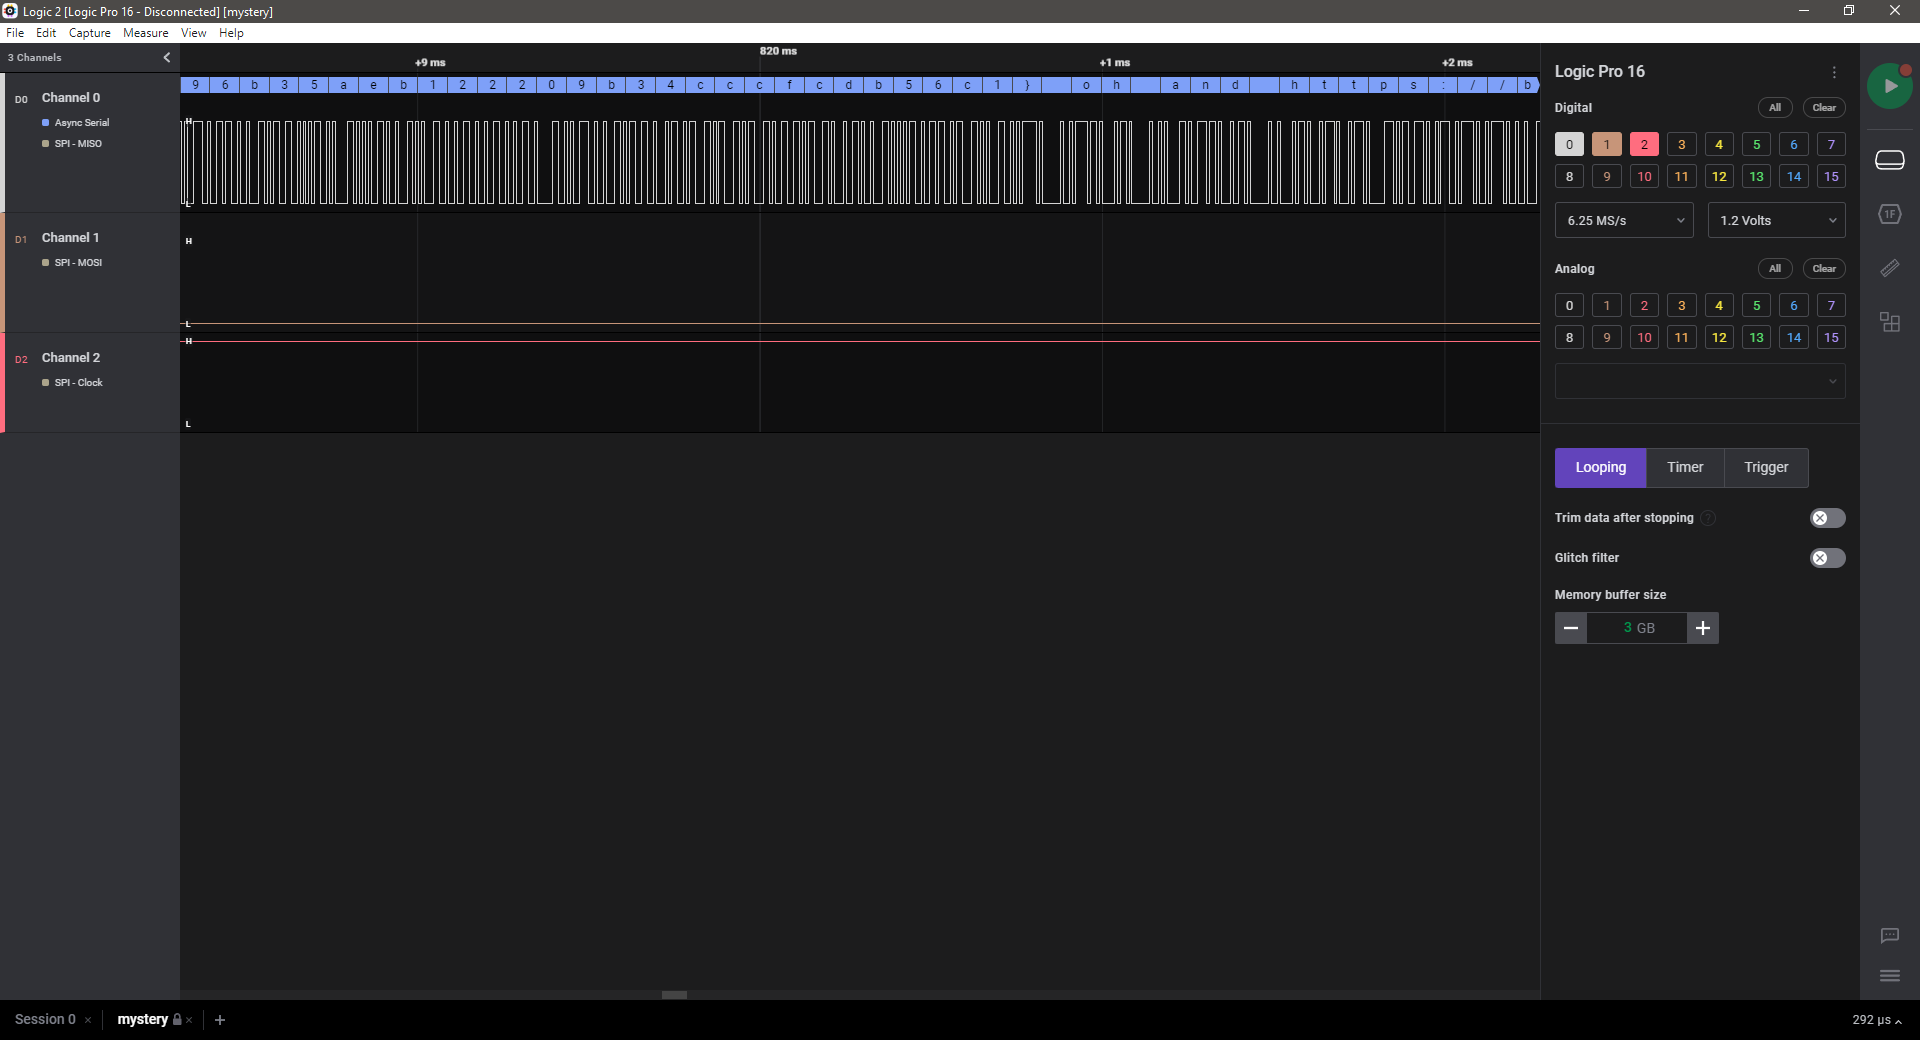 Logic 2 [Logic Pro 16 - Disconnected] [mystery]
File Edit Capture Measure View Help
3 Channels
820 ms
+9 ms +1 ms +2 ms
9 6 b 3 5 a e b 1 2 2 2 0 9 b 3 4 c c c f c d b 5 6 c 1 } o h a n d h t t p s : / / b
D0 Channel 0
Async Serial
SPI - MISO
H
L
D1 Channel 1
SPI - MOSI
H
L
D2 Channel 2
SPI - Clock
H
L
Logic Pro 16
Digital All Clear
0 1 2 3 4 5 6 7
8 9 10 11 12 13 14 15
6.25 MS/s 1.2 Volts
Analog All Clear
0 1 2 3 4 5 6 7
8 9 10 11 12 13 14 15
Looping Timer Trigger
Trim data after stopping ?
Glitch filter
Memory buffer size
3 GB
1F
Session 0 × mystery × +
292 µs